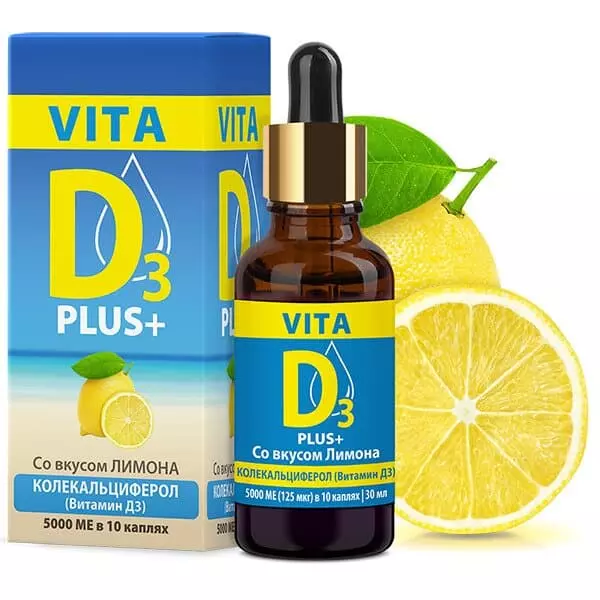 VITA
D3
PLUS+
Со вкусом ЛИМОНА
КОЛЕКАЛЬЦИФЕРОЛ
(Витамин Д3)
5000 МЕ в 10 каплях
VITA
D3
PLUS+
Со вкусом Лимона
КОЛЕКАЛЬЦИФЕРОЛ (Витамин Д3)
5000 МЕ (125 мкг) в 10 каплях | 30 мл